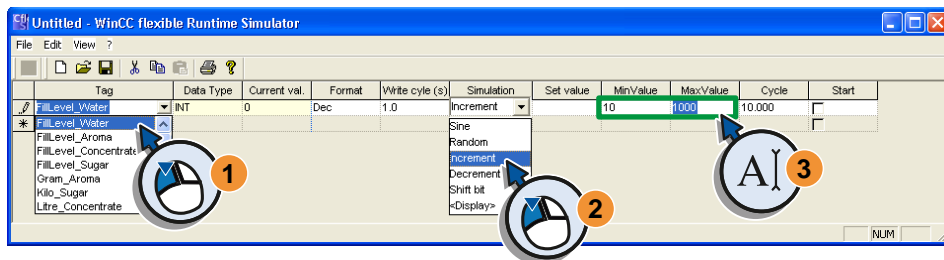 Untitled - WinCC flexible Runtime Simulator
File Edit View ?
Tag Data Type Current val. Format Write cyle (s) Simulation Set value MinValue MaxValue Cycle Start
FillLevel_Water INT 0 Dec 1.0 Increment 10 1000 10.000
FillLevel_Water
FillLevel_Aroma
FillLevel_Concentrate
FillLevel_Sugar
Gram_Aroma
Kilo_Sugar
Litre_Concentrate
Sine
Random
Increment
Decrement
Shift bit
<Display>
1
2
A
3
NUM